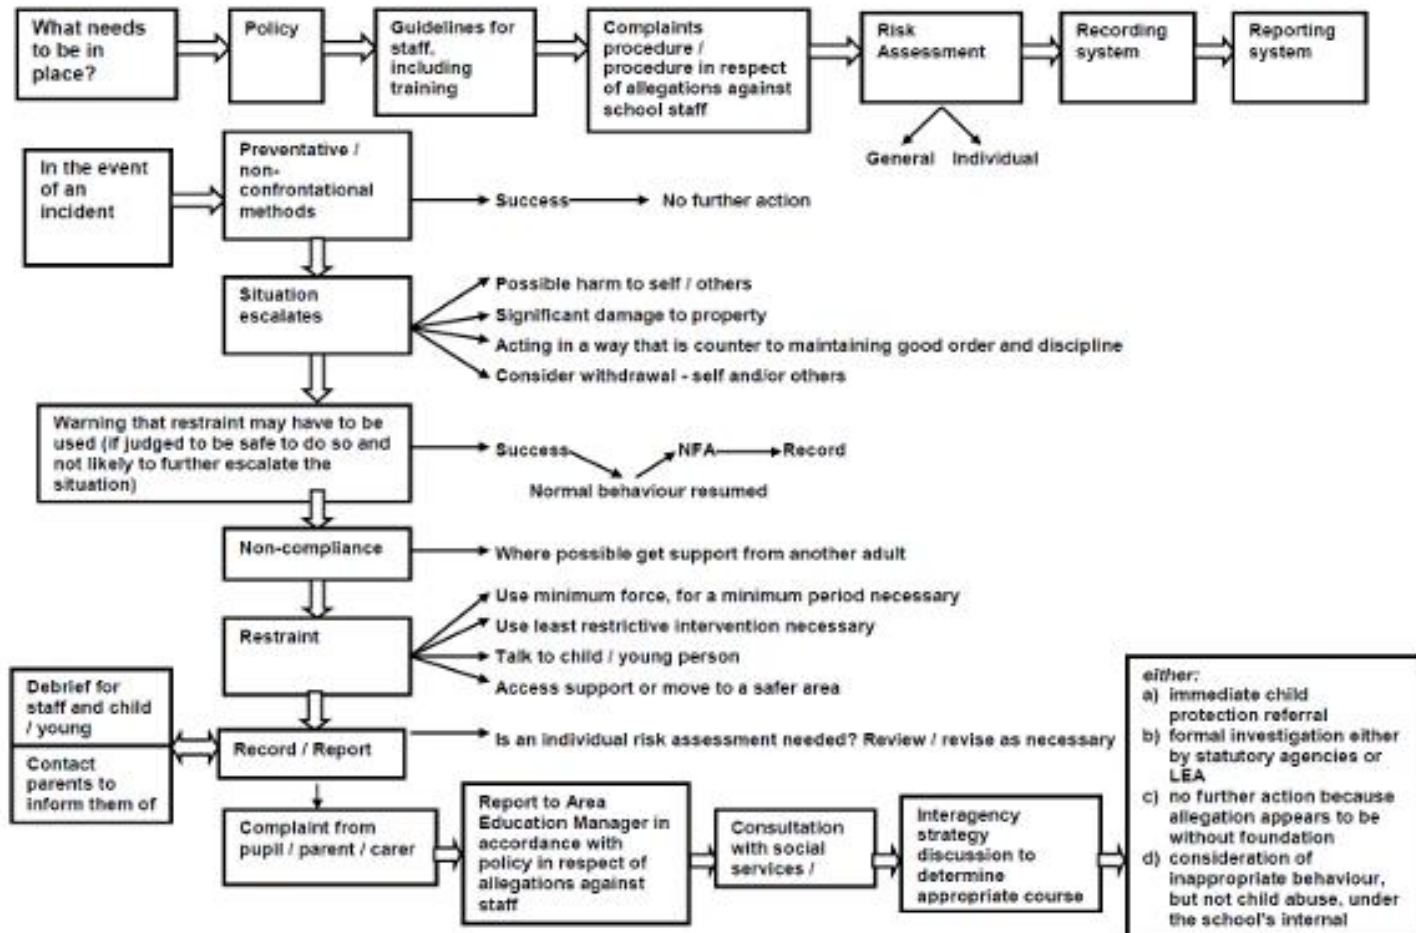 What needs
to be in
place?
Policy
Guidelines for
staff,
including
training
Complaints
procedure /
procedure in respect
of allegations against
school staff
Risk
Assessment
Recording
system
Reporting
system
General Individual
In the event
of an
incident
Preventative /
non-
confrontational
methods
Success
No further action
Situation
escalates
Possible harm to self / others
Significant damage to property
Acting in a way that is counter to maintaining good order and discipline
Consider withdrawal - self and/or others
Warning that restraint may have to be
used (if judged to be safe to do so and
not likely to further escalate the
situation)
Success
NFA
Record
Normal behaviour resumed
Non-compliance
Where possible get support from another adult
Restraint
Use minimum force, for a minimum period necessary
Use least restrictive intervention necessary
Talk to child / young person
Access support or move to a safer area
Debrief for
staff and child
/ young
Contact
parents to
inform them of
Record / Report
Is an individual risk assessment needed? Review / revise as necessary
Complaint from
pupil / parent / carer
Report to Area
Education Manager in
accordance with
policy in respect of
allegations against
staff
Consultation
with social
services /
Interagency
strategy
discussion to
determine
appropriate course
either:
a) immediate child
protection referral
b) formal investigation either
by statutory agencies or
LEA
c) no further action because
allegation appears to be
without foundation
d) consideration of
inappropriate behaviour,
but not child abuse, under
the school's internal